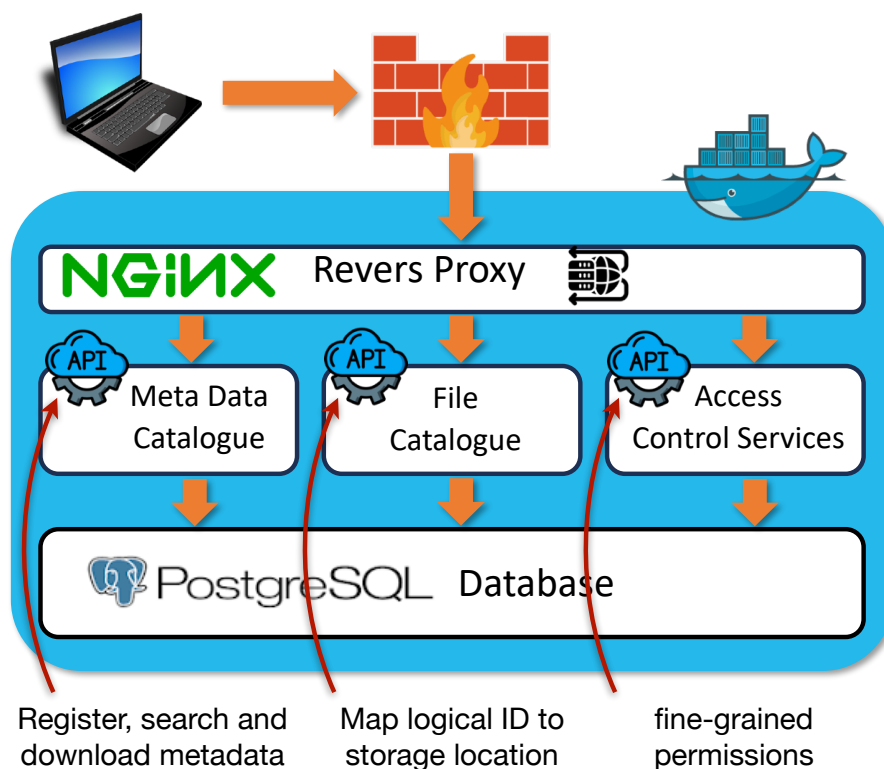 NGiNX Revers Proxy
API
API
API
Meta Data
Catalogue
File
Catalogue
Access
Control Services
PostgreSQL Database
Register, search and
download metadata
Map logical ID to
storage location
fine-grained
permissions